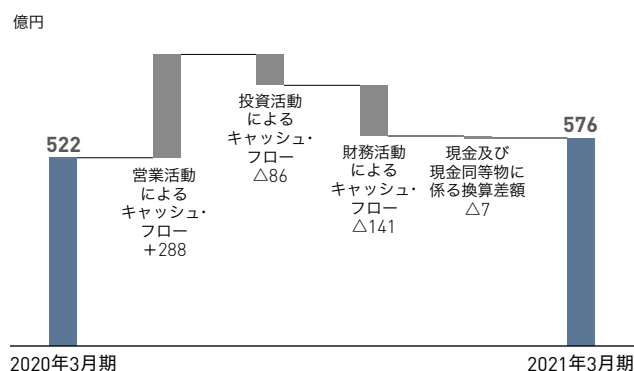 億円
522
営業活動
による
キャッシュ・
フロー
+288
投資活動
による
キャッシュ・
フロー
△86
財務活動
による
キャッシュ・
フロー
△141
現金及び
現金同等物に
係る換算差額
△7
576
2020年3月期
2021年3月期